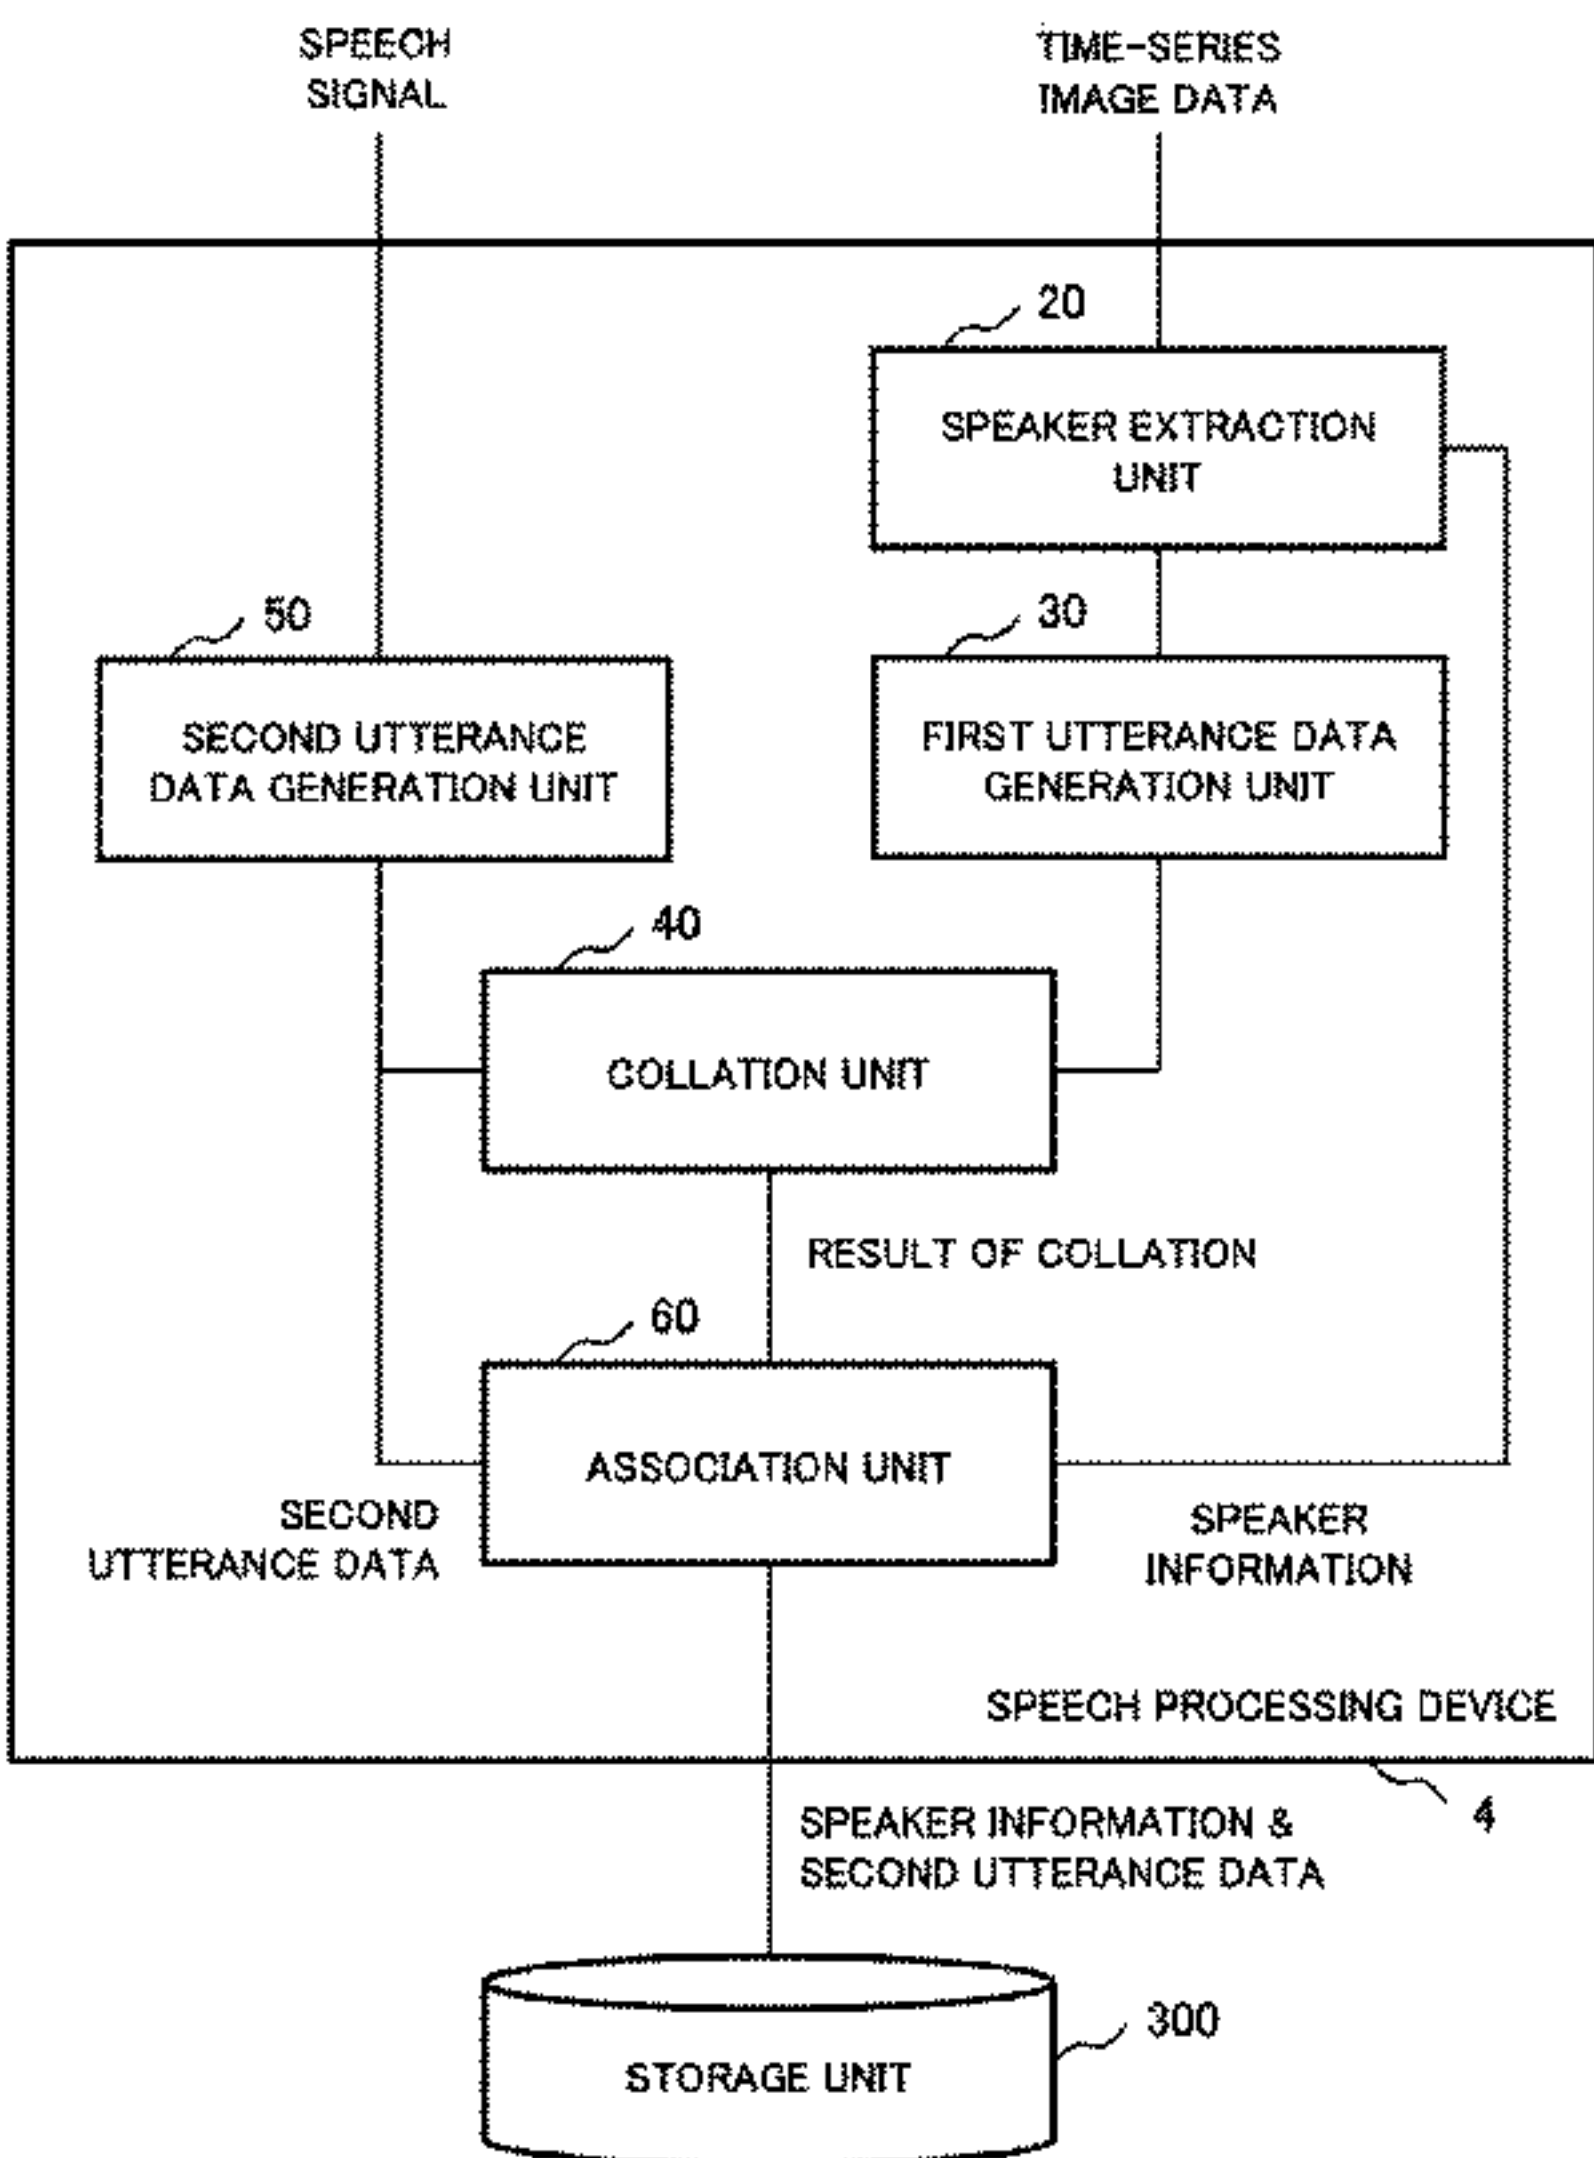 SPEECH
SIGNAL
TIME-SERIES
IMAGE DATA
20
SPEAKER EXTRACTION
UNIT
50
30
SECOND UTTERANCE
DATA GENERATION UNIT
FIRST UTTERANCE DATA
GENERATION UNIT
40
COLLATION UNIT
RESULT OF COLLATION
60
ASSOCIATION UNIT
SECOND
UTTERANCE DATA
SPEAKER
INFORMATION
SPEECH PROCESSING DEVICE
4
SPEAKER INFORMATION &
SECOND UTTERANCE DATA
300
STORAGE UNIT